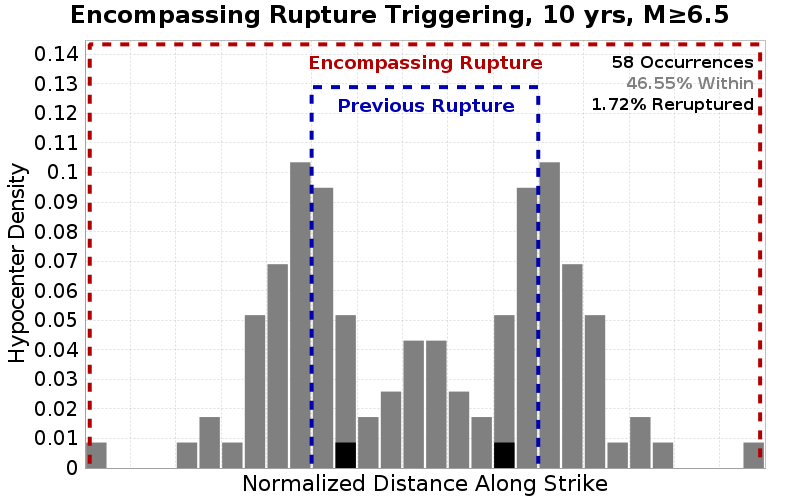 Encompassing Rupture Triggering, 10 yrs, M≥6.5
Encompassing Rupture
Previous Rupture
58 Occurrences
46.55% Within
1.72% Reruptured
Hypocenter Density
0.14
0.13
0.12
0.11
0.1
0.09
0.08
0.07
0.06
0.05
0.04
0.03
0.02
0.01
0
Normalized Distance Along Strike